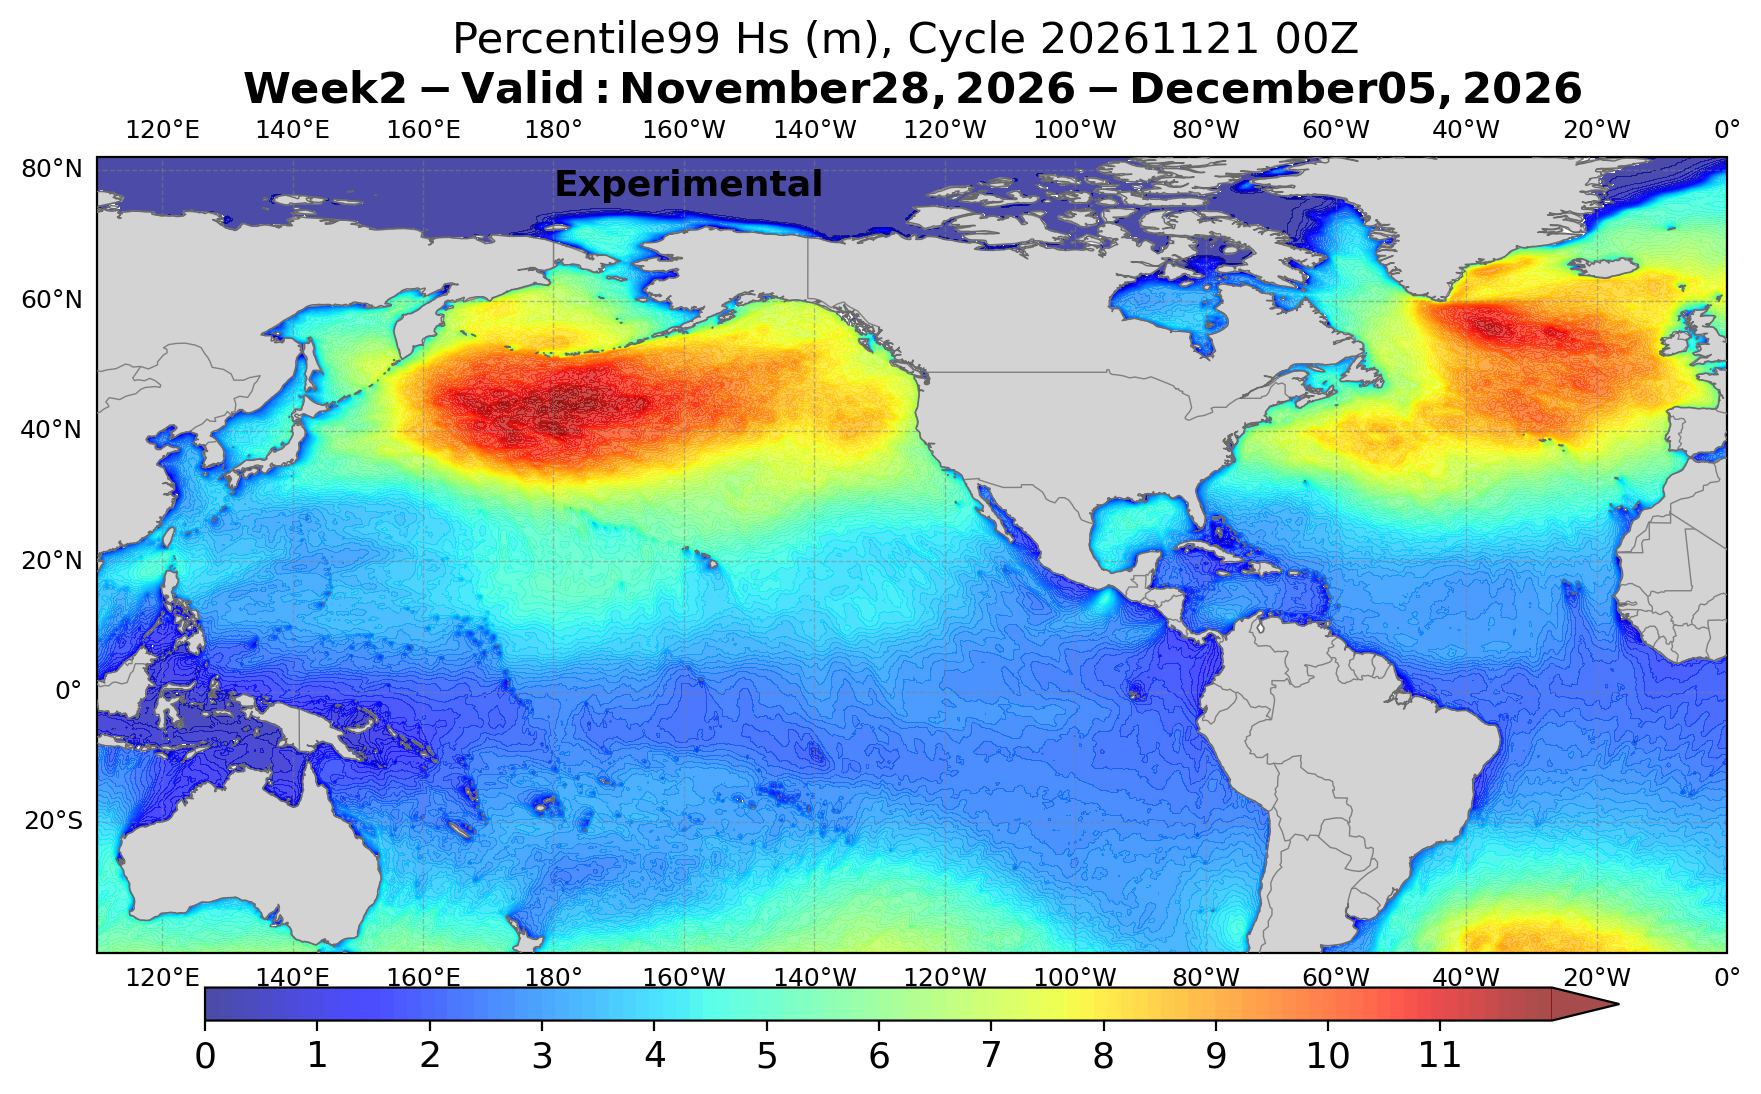 Percentile99 Hs (m), Cycle 20261121 00Z
Week2 − Valid : November28, 2026 − December05, 2026
120°E 140°E 160°E 180° 160°W 140°W 120°W 100°W 80°W 60°W 40°W 20°W 0°
80°N
Experimental
60°N
40°N
20°N
0°
20°S
120°E 140°E 160°E 180° 160°W 140°W 120°W 100°W 80°W 60°W 40°W 20°W 0°
0 1 2 3 4 5 6 7 8 9 10 11